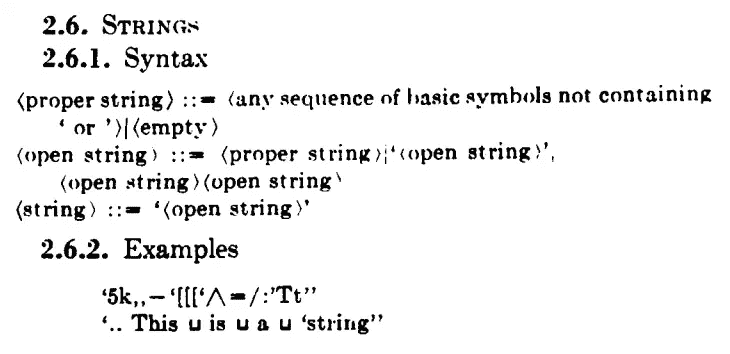 2.6. STRINGS
2.6.1. Syntax
⟨proper string⟩ ::= ⟨any sequence of basic symbols not containing
‘ or ’⟩|⟨empty⟩
⟨open string⟩ ::= ⟨proper string⟩|‘⟨open string⟩’,
⟨open string⟩⟨open string⟩
⟨string⟩ ::= ‘⟨open string⟩’
2.6.2. Examples
‘5k,,−‘[[[‘∧=/:’Tt’’
‘.. This ⊔ is ⊔ a ⊔ ‘string’’